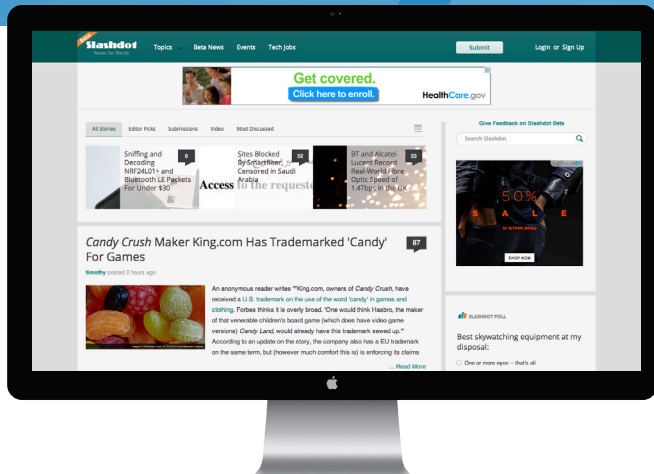 BETA
Slashdot
News for Nerds
Topics
Beta News
Events
Tech Jobs
Submit
Login or Sign Up
Get covered.
Click here to enroll.
HealthCare.gov
All Stories
Editor Picks
Submissions
Video
Most Discussed
Give Feedback on Slashdot Beta
Search Slashdot
Sniffing and
Decoding
NRF24L01+ and
Bluetooth LE Packets
For Under $30
6
Sites Blocked
By Smartfilter,
Censored in Saudi
Arabia
52
Access to the requeste
BT and Alcatel-
Lucent Record
Real-World Fibre
Optic Speed of
1.4Tbps in the UK
33
50%
SALE
G-STAR RAW
SHOP NOW
Candy Crush Maker King.com Has Trademarked 'Candy'
For Games
87
timothy posted 2 hours ago
An anonymous reader writes "'King.com, owners of Candy Crush, have
received a U.S. trademark on the use of the word 'candy' in games and
clothing. Forbes thinks it is overly broad. 'One would think Hasbro, the maker
of that venerable children's board game (which does have video game
versions) Candy Land, would already have this trademark sewed up.'"
According to an update on the story, the company also has a EU trademark
on the same term, but (however much comfort this is) is enforcing its claims
... Read More
SLASHDOT POLL
Best skywatching equipment at my
disposal:
One or more eyes – that's all